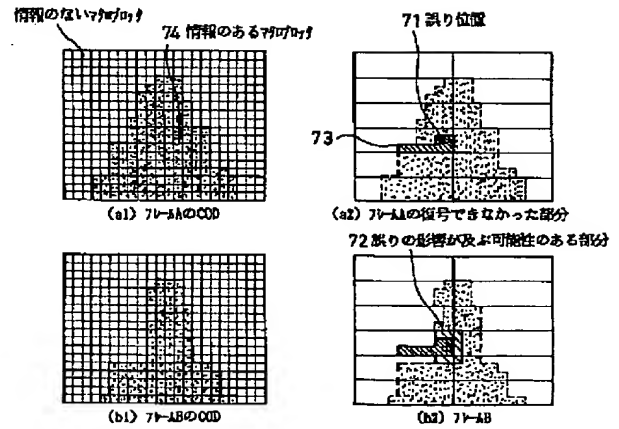 情報のないマクロブロック
74 情報のあるマクロブロック
71 誤り位置
73
(a1) フレームAのCOD
(a2) フレームAの復号できなかった部分
72 誤りの影響が及ぶ可能性のある部分
(b1) フレームBのCOD
(b2) フレームB